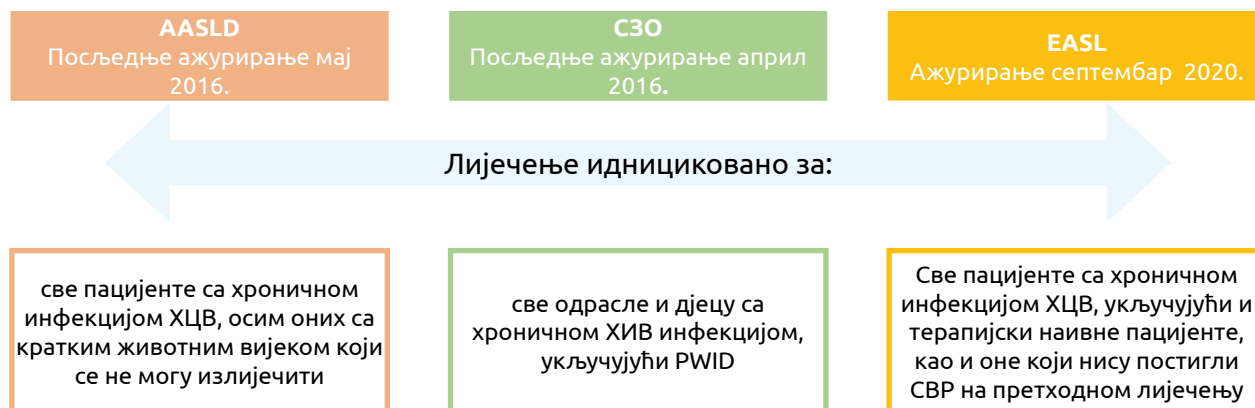 AASLD
Посљедње ажурирање мај
2016.
СЗО
Посљедње ажурирање април
2016.
EASL
Ажурирање септембар 2020.
Лијечење иднициковано за:
све пацијенте са хроничном
инфекцијом ХЦВ, осим оних са
кратким животним вијеком који
се не могу излијечити
све одрасле и дјецу са
хроничном ХИВ инфекцијом,
укључујући PWID
Све пацијенте са хроничном
инфекцијом ХЦВ, укључујући и
терапијски наивне пацијенте,
као и оне који нису постигли
СВР на претходном лијечењу